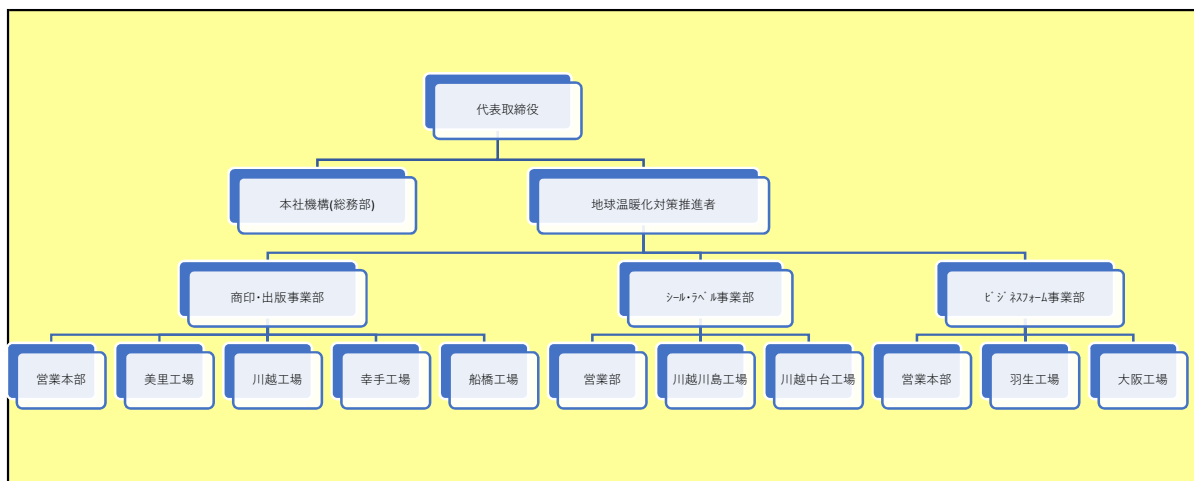 代表取締役
本社機構(総務部)
地球温暖化対策推進者
商印・出版事業部
ｼｰﾙ・ﾗﾍﾞﾙ事業部
ﾋﾞｼﾞﾈｽﾌｫｰﾑ事業部
営業本部
美里工場
川越工場
幸手工場
船橋工場
営業部
川越川島工場
川越中台工場
営業本部
羽生工場
大阪工場